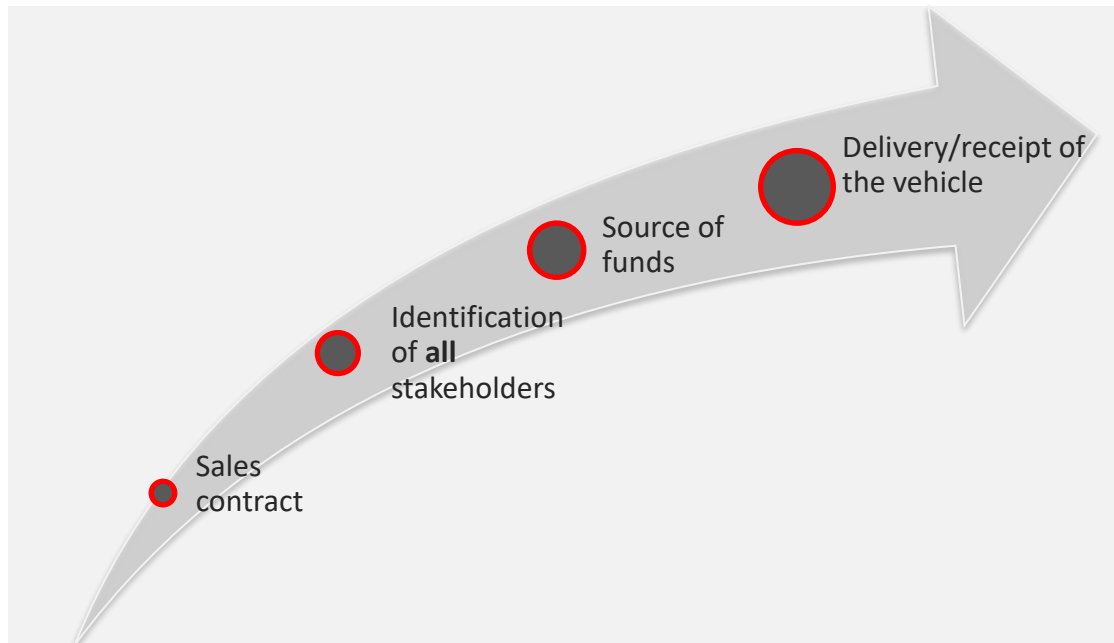 Sales
contract
Identification
of all
stakeholders
Source of
funds
Delivery/receipt of
the vehicle